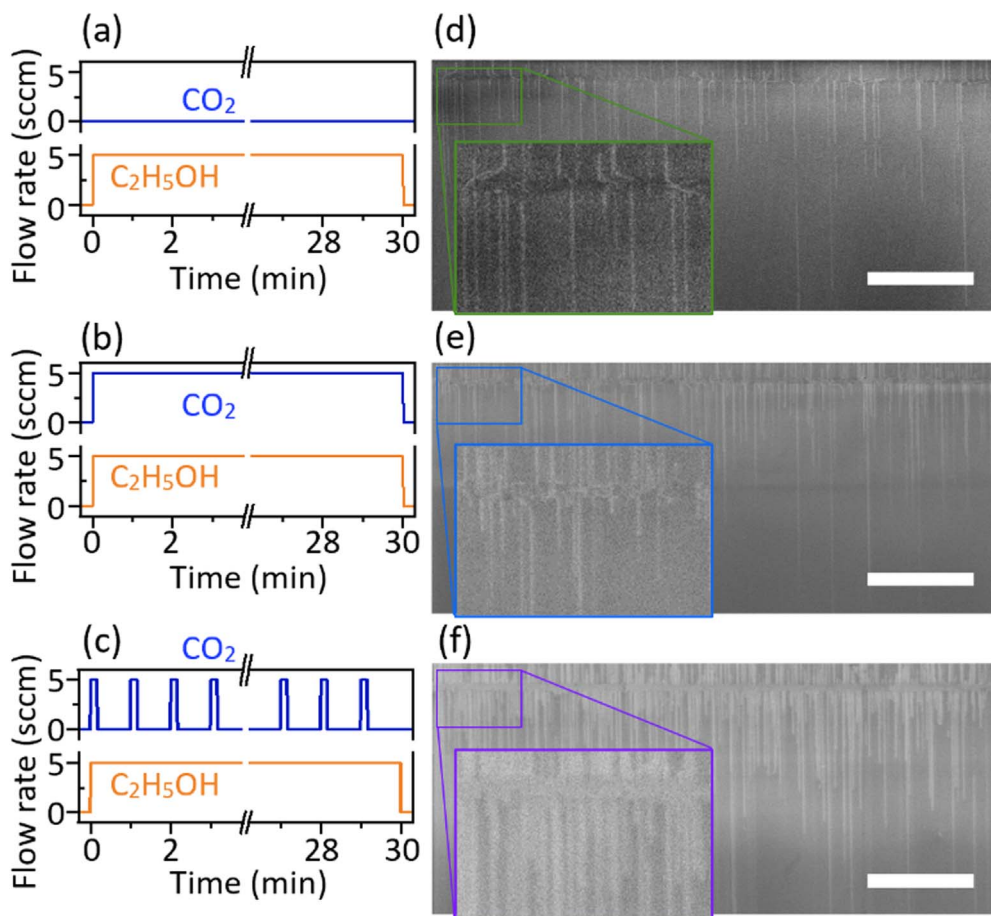 (a)
Flow rate (sccm)
5
0
CO₂
5
0
C₂H₅OH
0 2 28 30
Time (min)
(d)
(b)
Flow rate (sccm)
5
0
CO₂
5
0
C₂H₅OH
0 2 28 30
Time (min)
(e)
(c)
Flow rate (sccm)
CO₂
5
0
5
0
C₂H₅OH
0 2 28 30
Time (min)
(f)